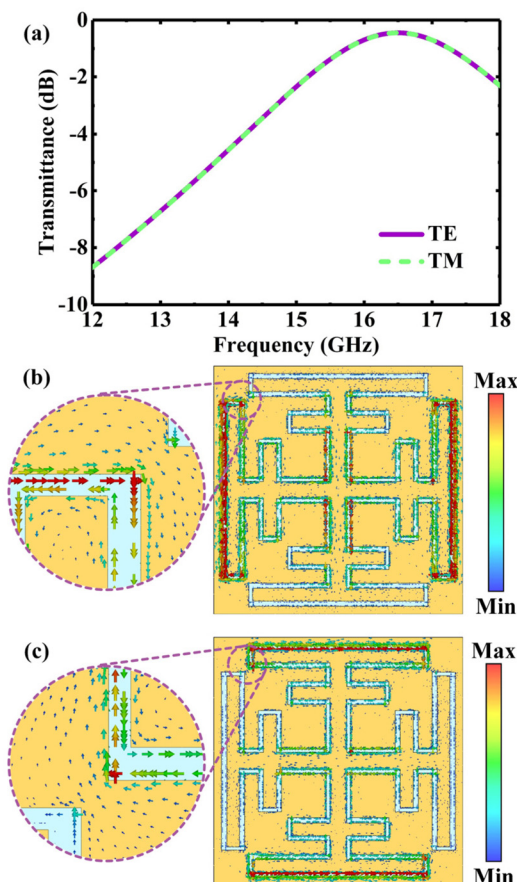 (a)
0
-2
-4
-6
-8
-10
Transmittance (dB)
TE
TM
12 13 14 15 16 17 18
Frequency (GHz)
(b)
Max
Min
(c)
Max
Min